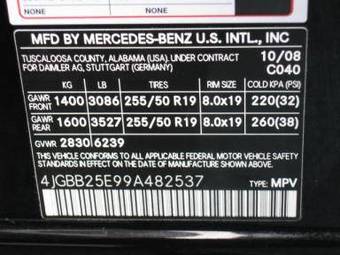 NONE NONE
MFD BY MERCEDES-BENZ U.S. INTL., INC
TUSCALOOSA COUNTY, ALABAMA (USA). UNDER CONTRACT 10/08
FOR DAIMLER AG, STUTTGART (GERMANY) C040
KG LB TIRES RIM SIZE COLD KPA (PSI)
GAWR FRONT 1400 3086 255/50 R19 8.0x19 220(32)
GAWR REAR 1600 3527 255/50 R19 8.0x19 260(38)
GVWR 2830 6239
THIS VEHICLE CONFORMS TO ALL APPLICABLE FEDERAL MOTOR VEHICLE SAFETY
STANDARDS IN EFFECT ON THE DATE OF MANUFACTURE SHOWN ABOVE.
4JGBB25E99A482537 TYPE: MPV